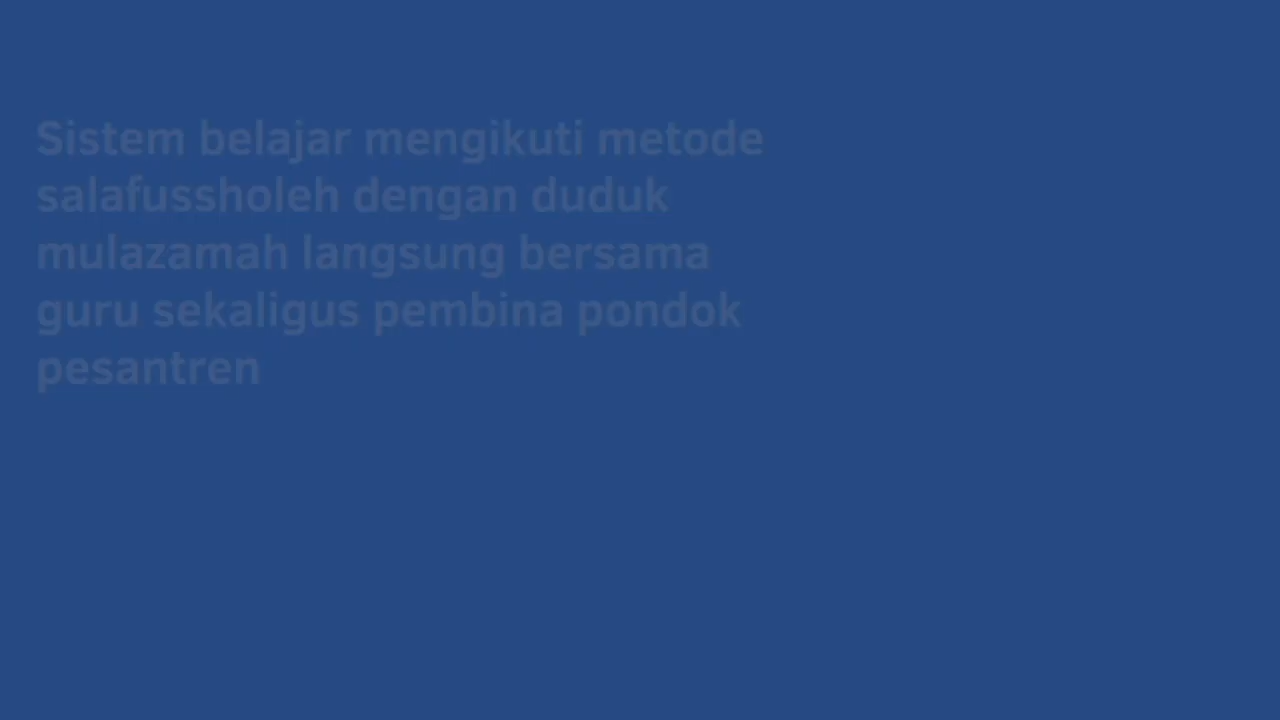 Sistem belajar mengikuti metode
salafussholeh dengan duduk
mulazamah langsung bersama
guru sekaligus pembina pondok
pesantren